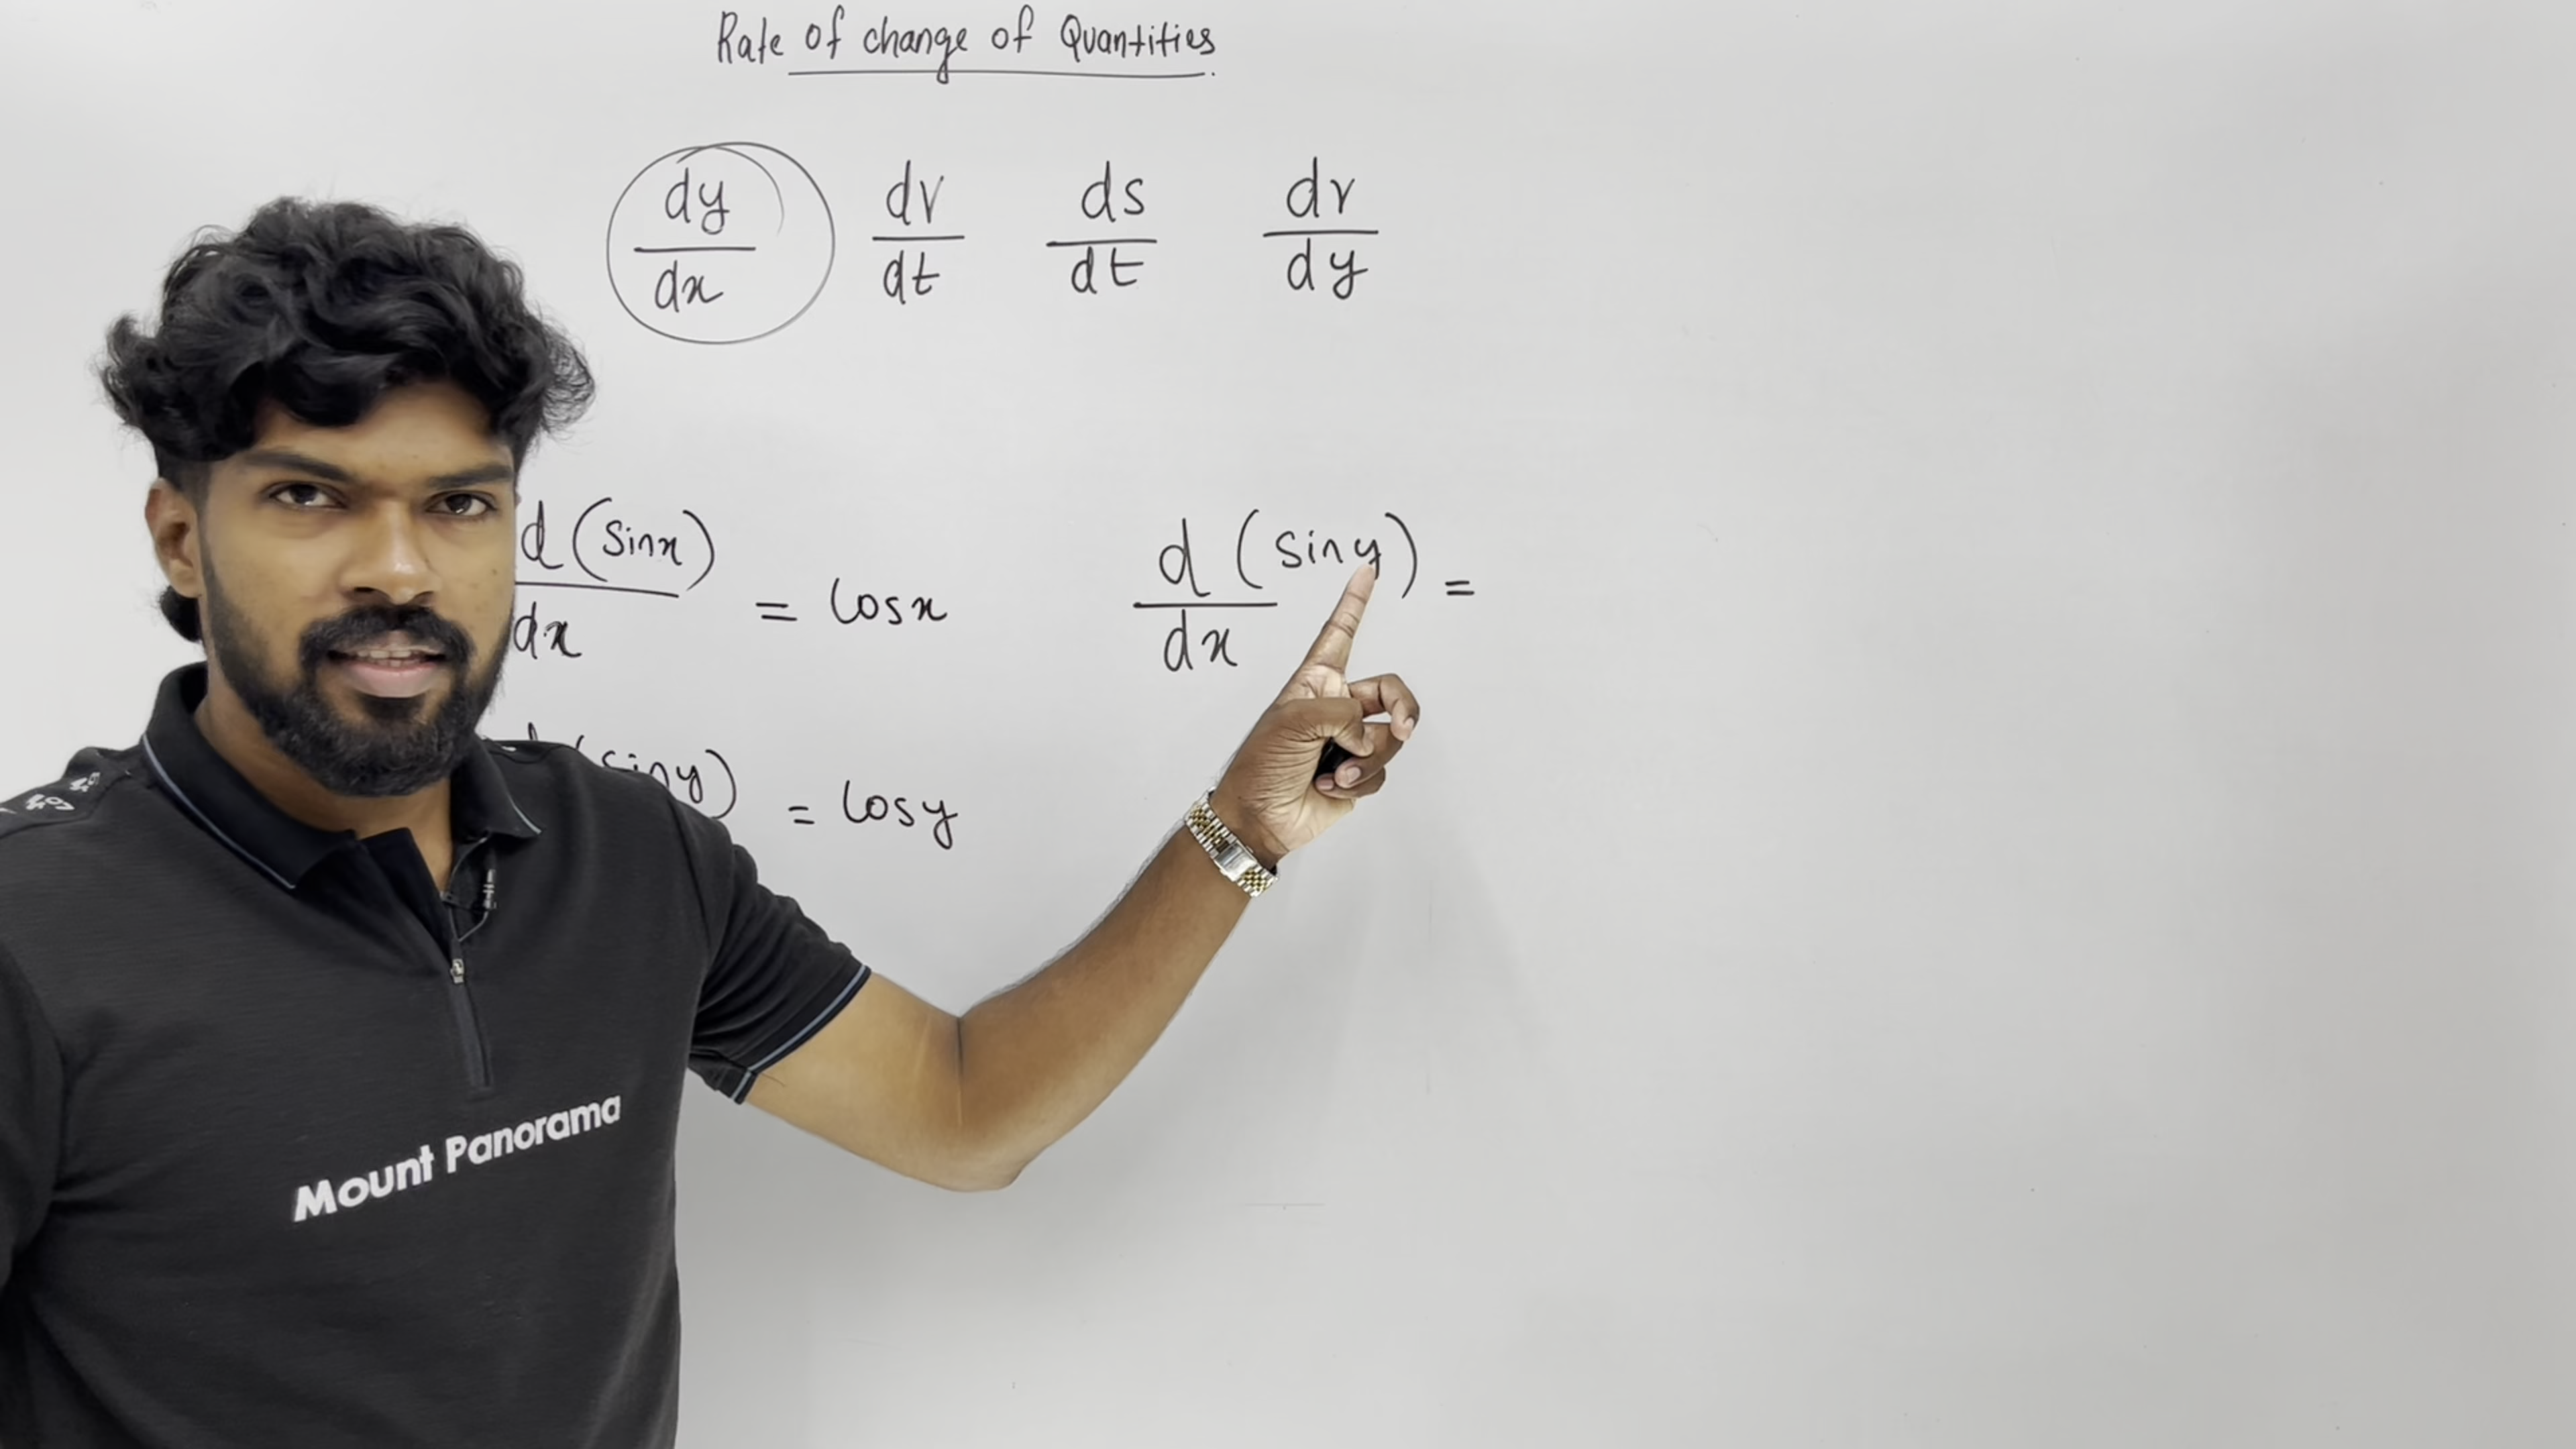 Rate of change of Quantities.
dy/dx dv/dt ds/dt dr/dy
d(sinx)/dx = cosx
d(siny)/dx =
(siny) = cosy
Mount Panorama